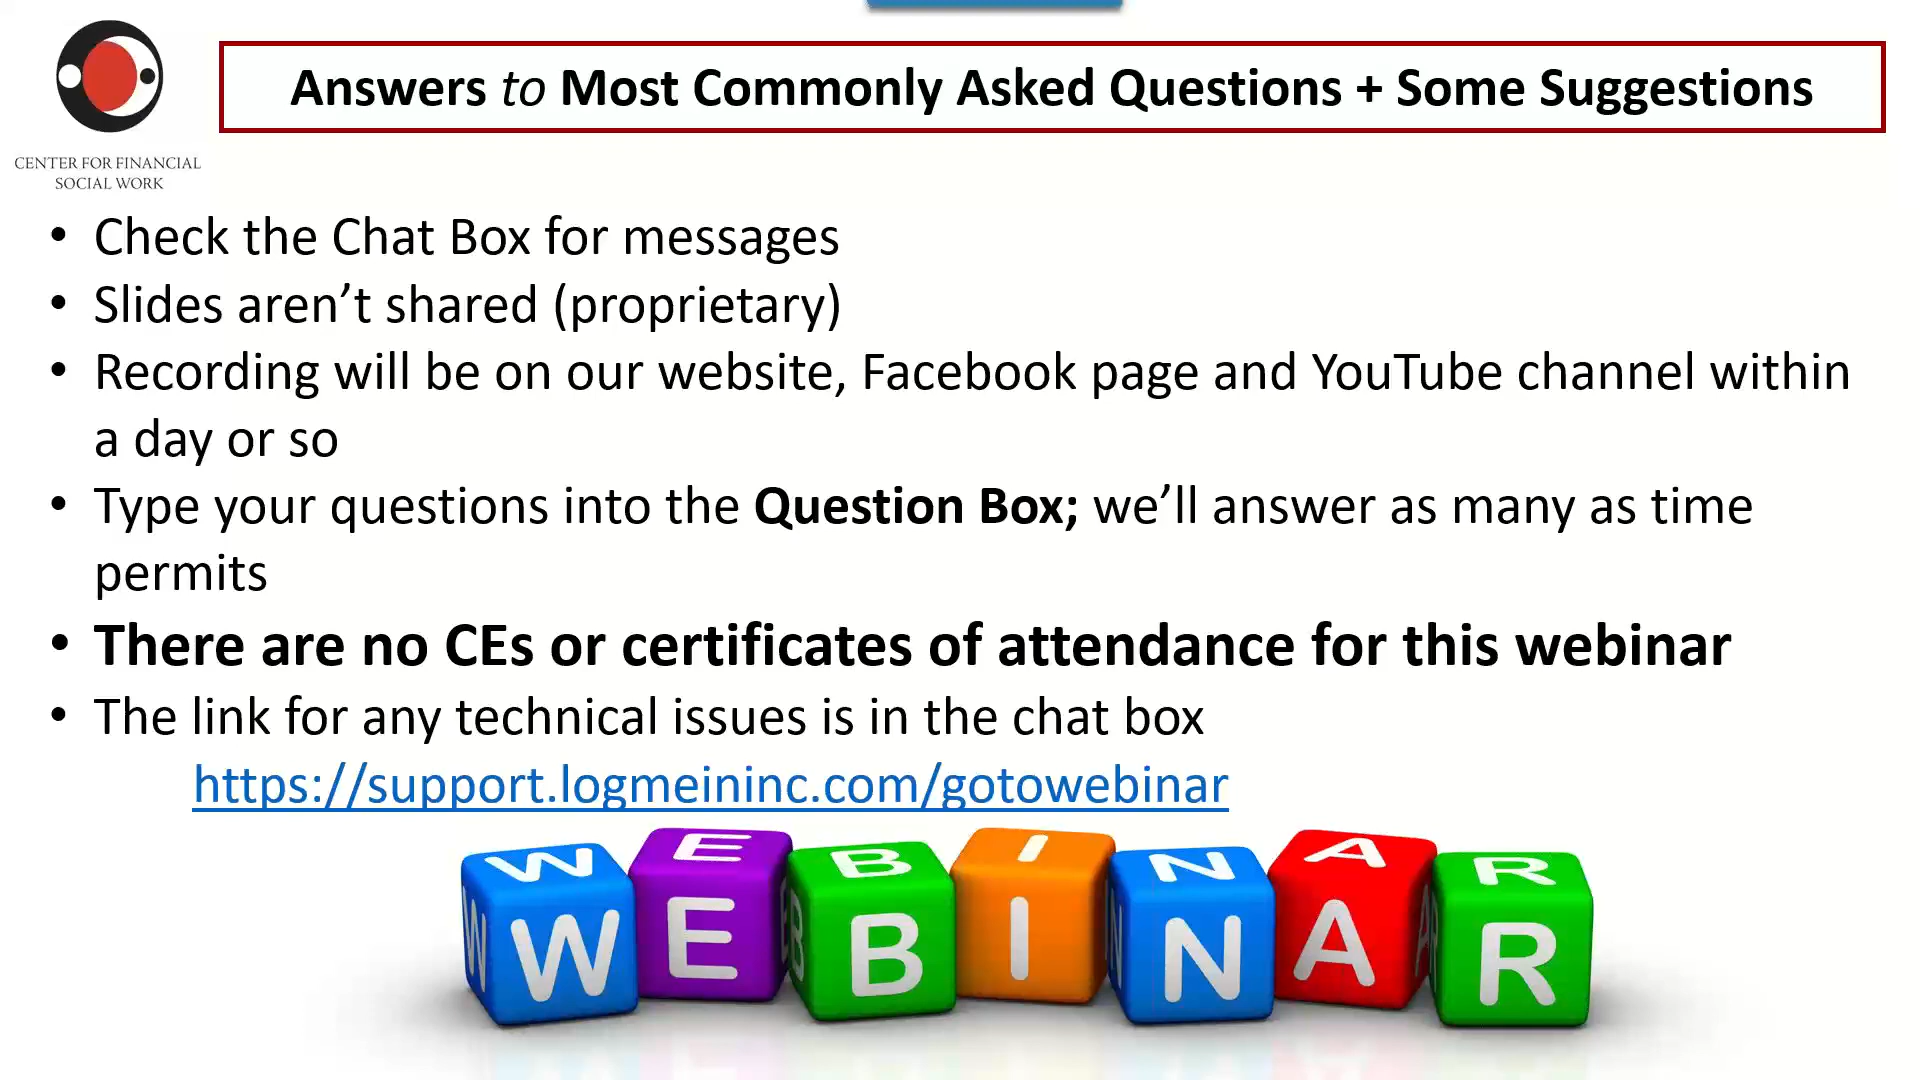 CENTER FOR FINANCIAL
SOCIAL WORK
Answers to Most Commonly Asked Questions + Some Suggestions
• Check the Chat Box for messages
• Slides aren’t shared (proprietary)
• Recording will be on our website, Facebook page and YouTube channel within
a day or so
• Type your questions into the Question Box; we’ll answer as many as time
permits
• There are no CEs or certificates of attendance for this webinar
• The link for any technical issues is in the chat box
https://support.logmeininc.com/gotowebinar
W E B I N A R
W E B I N A R